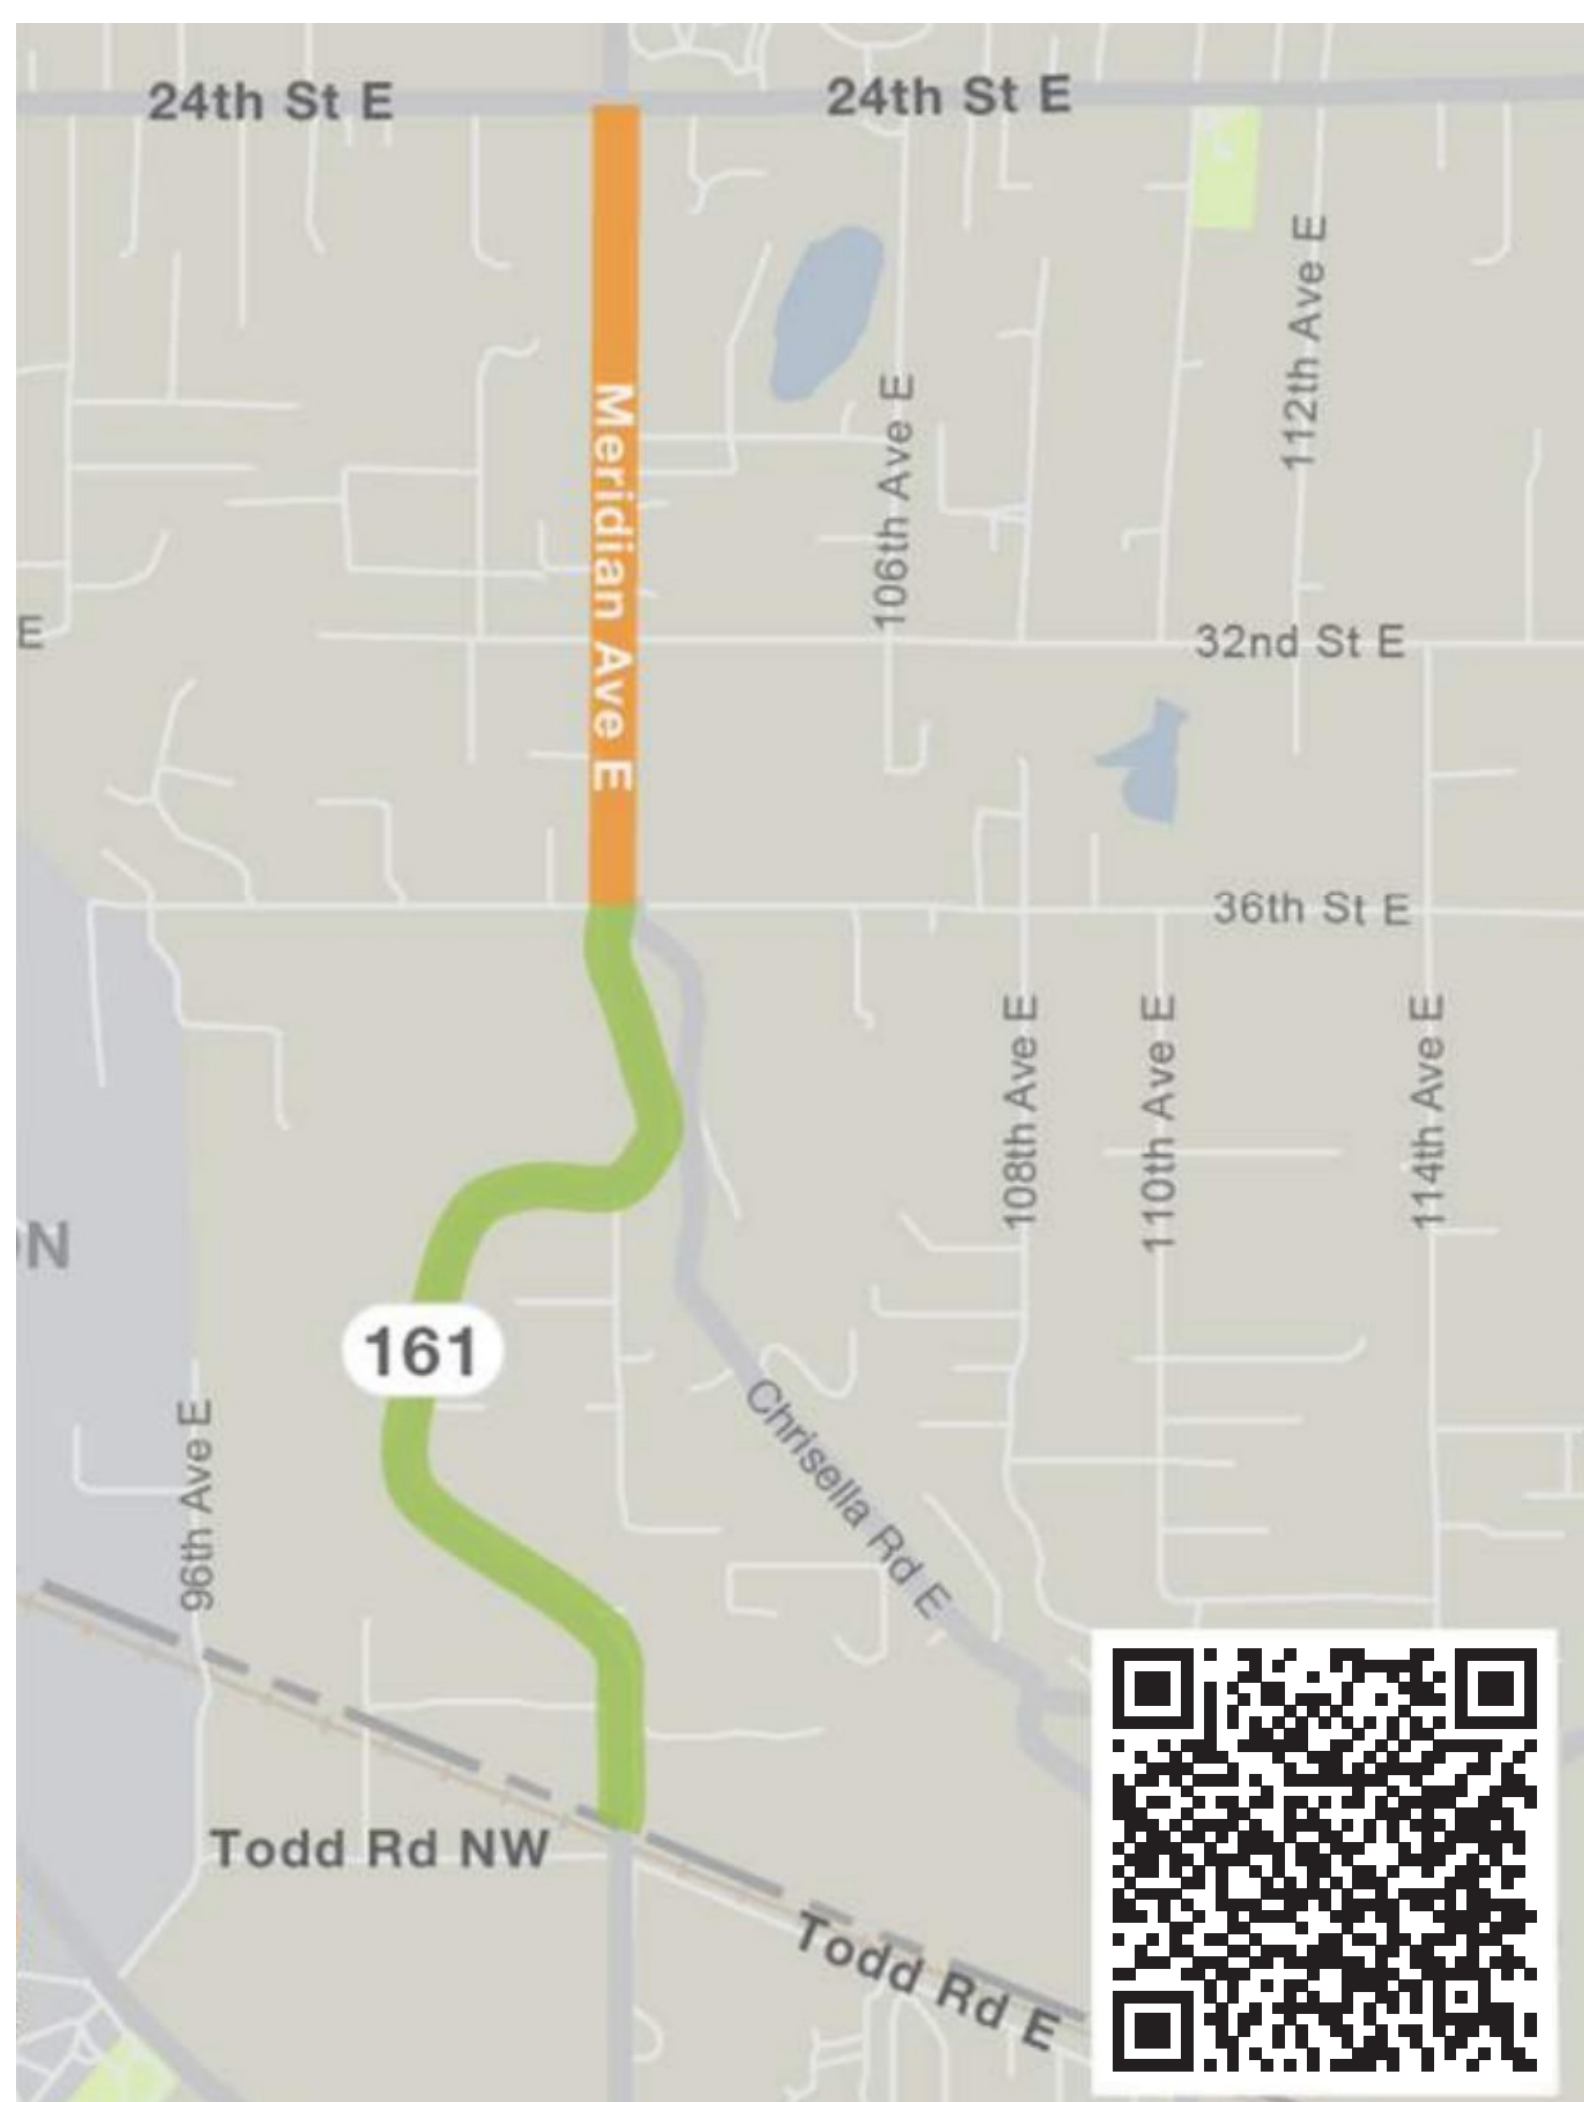 24th St E
24th St E
112th Ave E
Meridian Ave E
106th Ave E
E
32nd St E
36th St E
108th Ave E
110th Ave E
114th Ave E
N
161
96th Ave E
Chrisella Rd E
Todd Rd NW
Todd Rd E